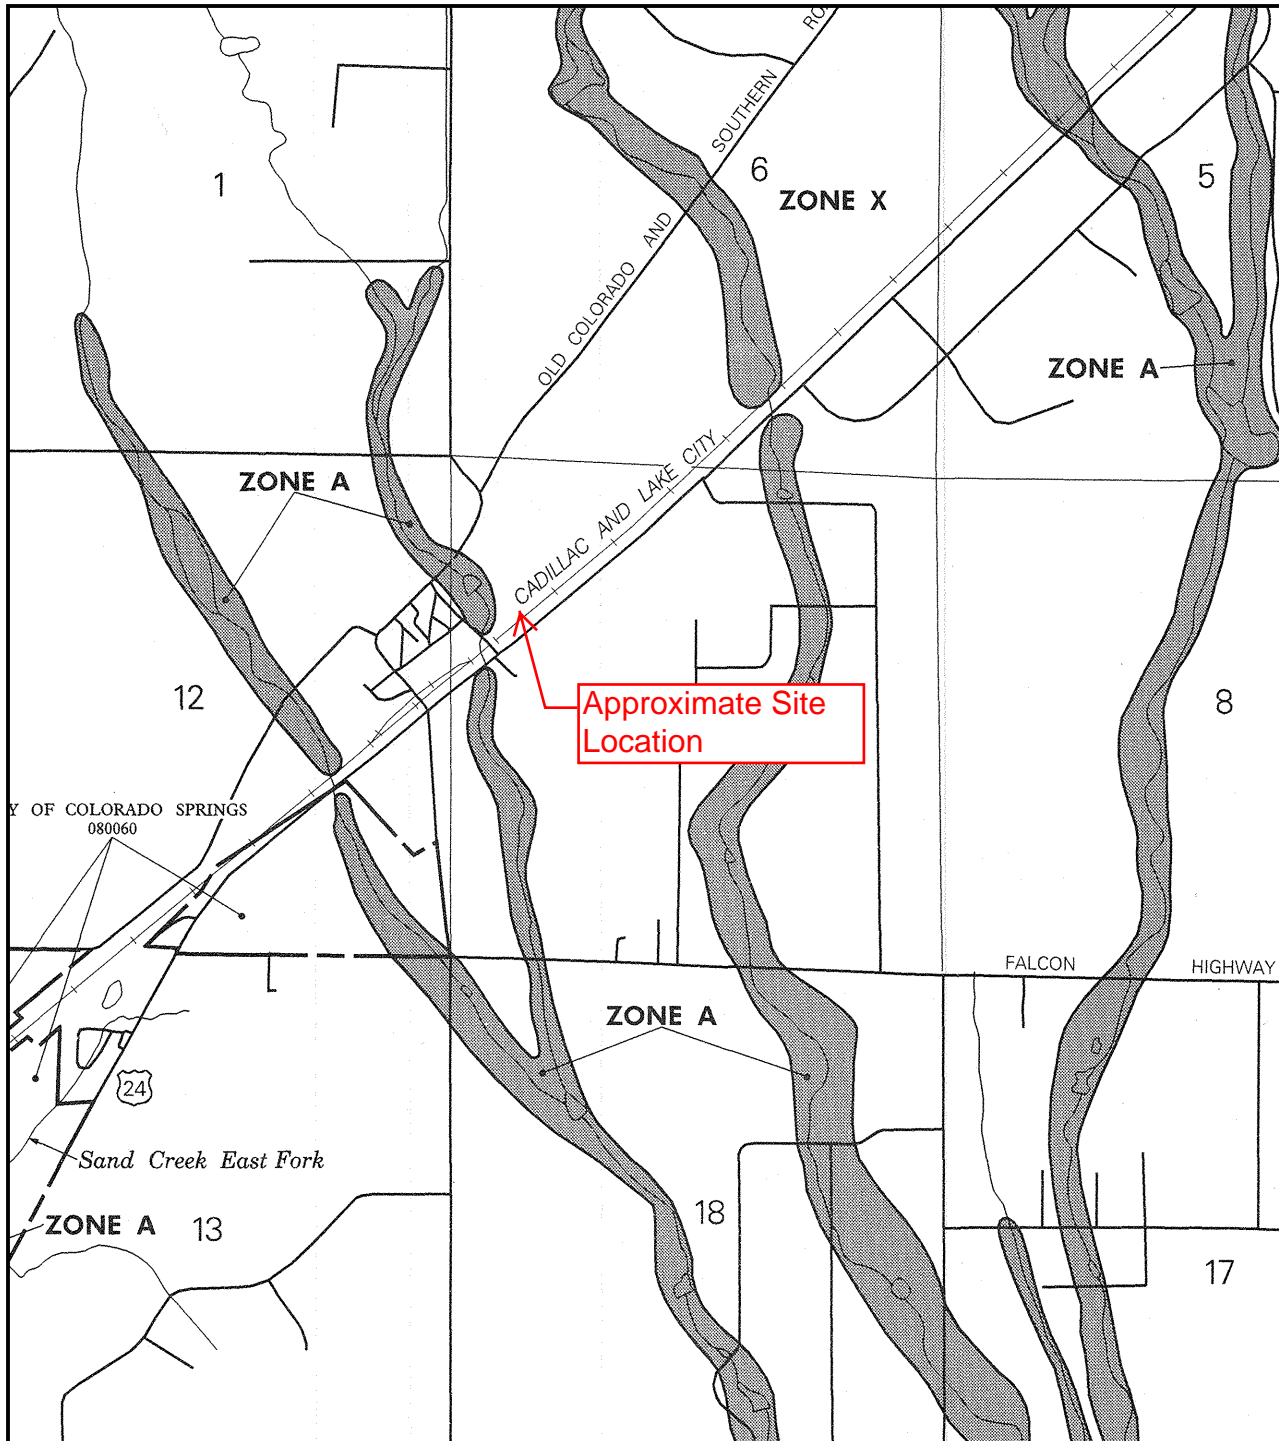 ROA
SOUTHERN
6
ZONE X
1
5
AND
OLD COLORADO
ZONE A
CADILLAC AND LAKE CITY
ZONE A
12
Approximate Site
Location
8
Y OF COLORADO SPRINGS
080060
FALCON
HIGHWAY
ZONE A
24
Sand Creek East Fork
ZONE A
13
18
17